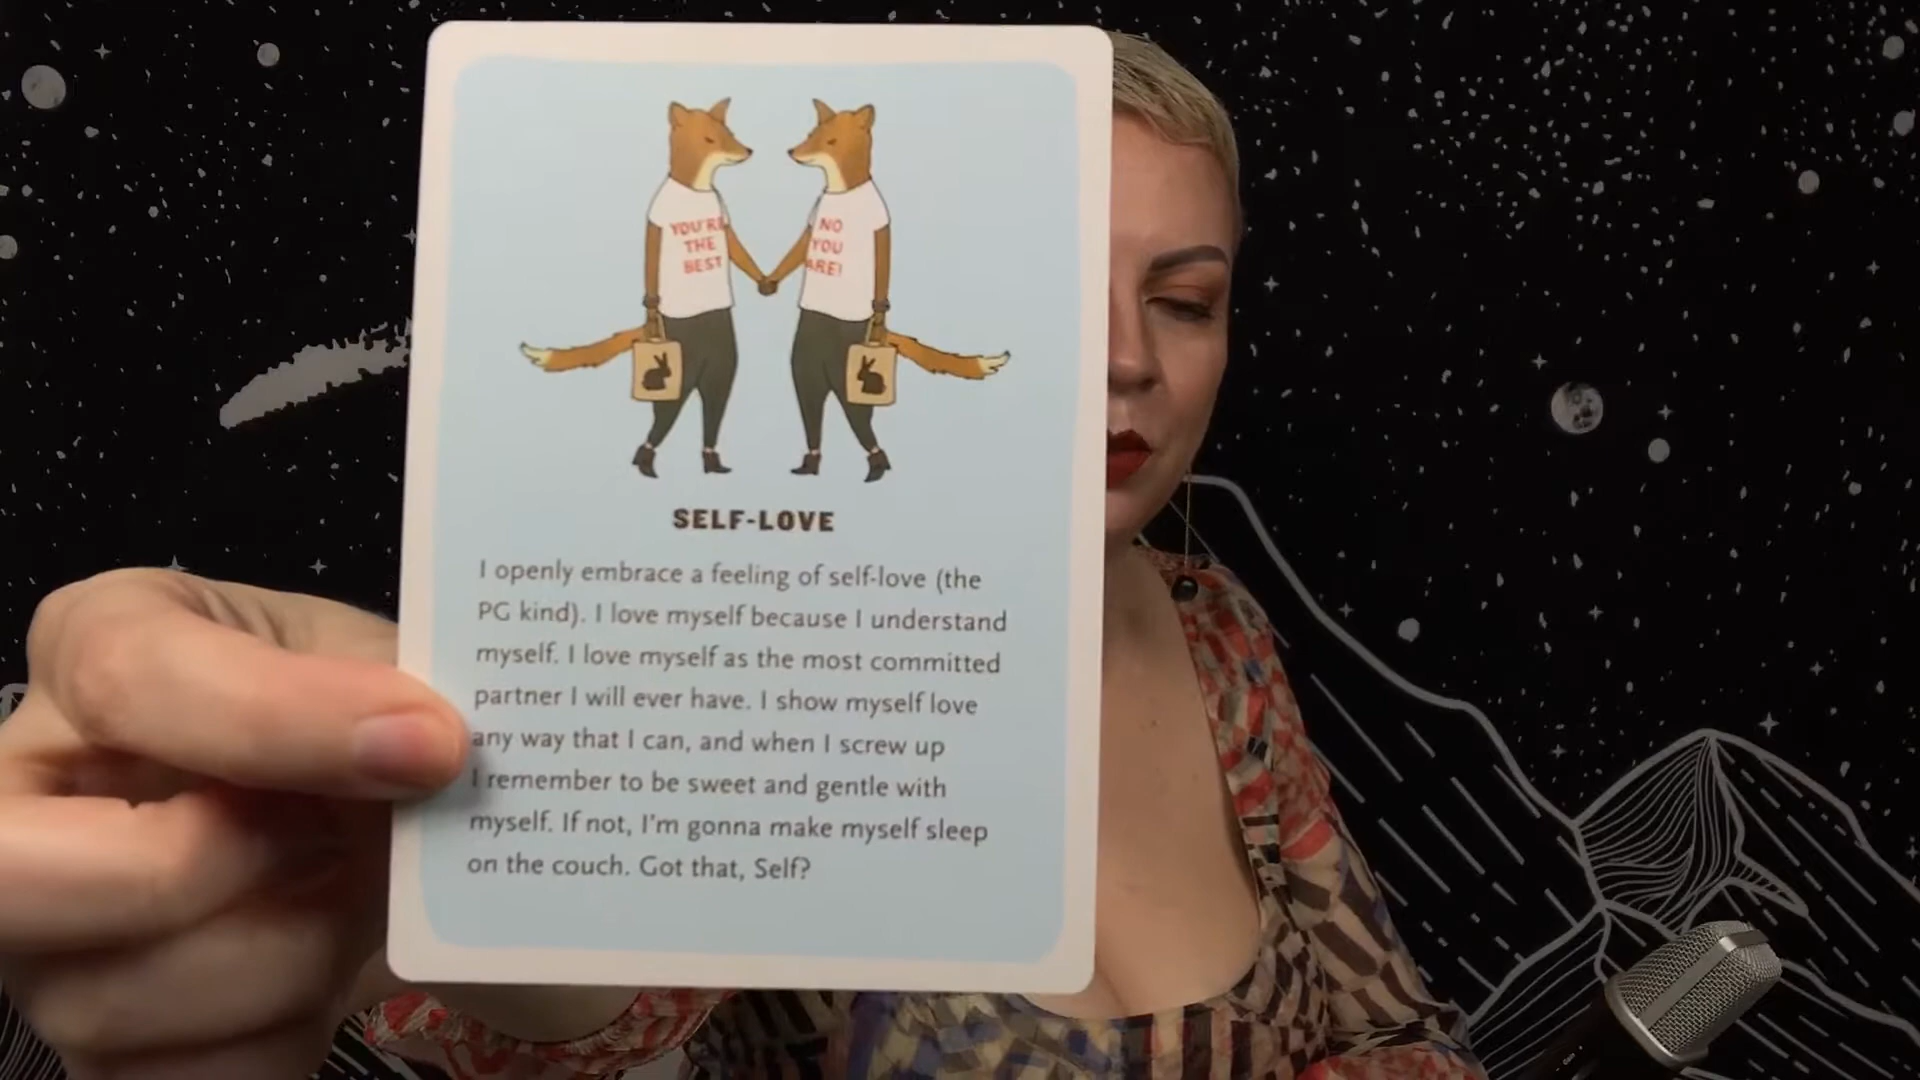 YOU'RE
THE
BEST
NO
YOU
ARE!
SELF-LOVE
I openly embrace a feeling of self-love (the
PG kind). I love myself because I understand
myself. I love myself as the most committed
partner I will ever have. I show myself love
any way that I can, and when I screw up
I remember to be sweet and gentle with
myself. If not, I'm gonna make myself sleep
on the couch. Got that, Self?